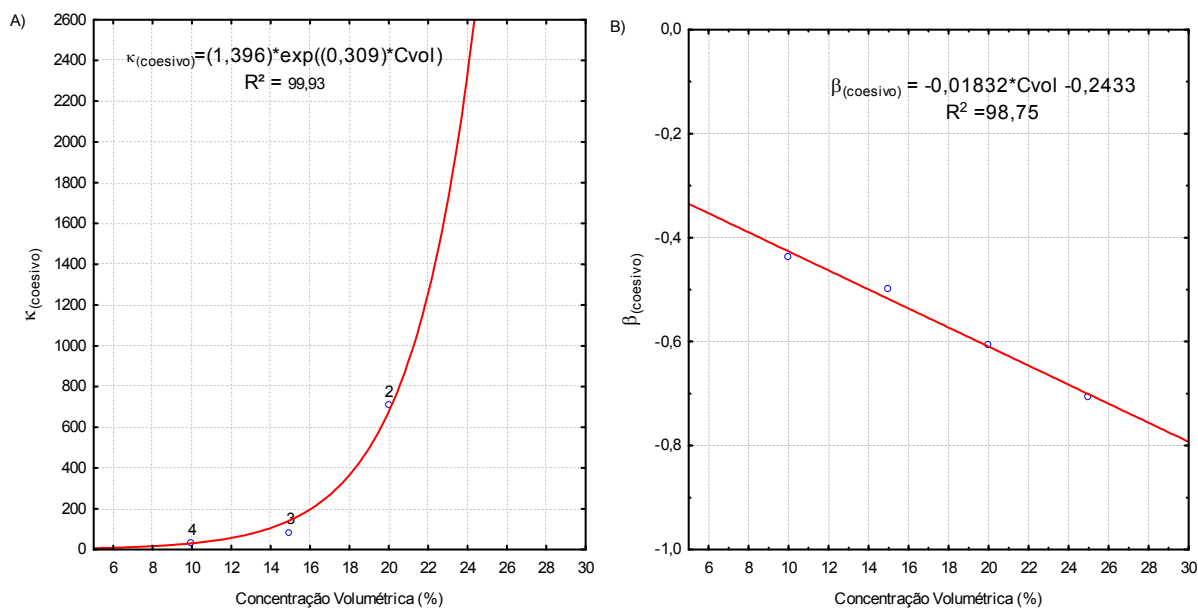 A)
2600
2400
2200
2000
1800
1600
1400
1200
1000
800
600
400
200
0
κ(coesivo)
κ(coesivo)=(1,396)*exp((0,309)*Cvol)
R² = 99,93
2
3
4
6 8 10 12 14 16 18 20 22 24 26 28 30
Concentração Volumétrica (%)
B)
0,0
-0,2
-0,4
-0,6
-0,8
-1,0
β(coesivo)
β(coesivo) = -0,01832*Cvol -0,2433
R² =98,75
6 8 10 12 14 16 18 20 22 24 26 28 30
Concentração Volumétrica (%)